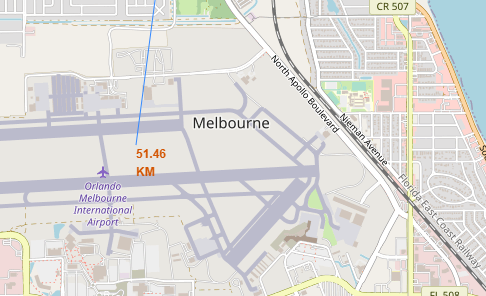 CR 507
North Apollo Boulevard
Melbourne
Nieman Avenue
51.46
KM
Orlando
Melbourne
International
Airport
Florida East Coast Railway
FL 508